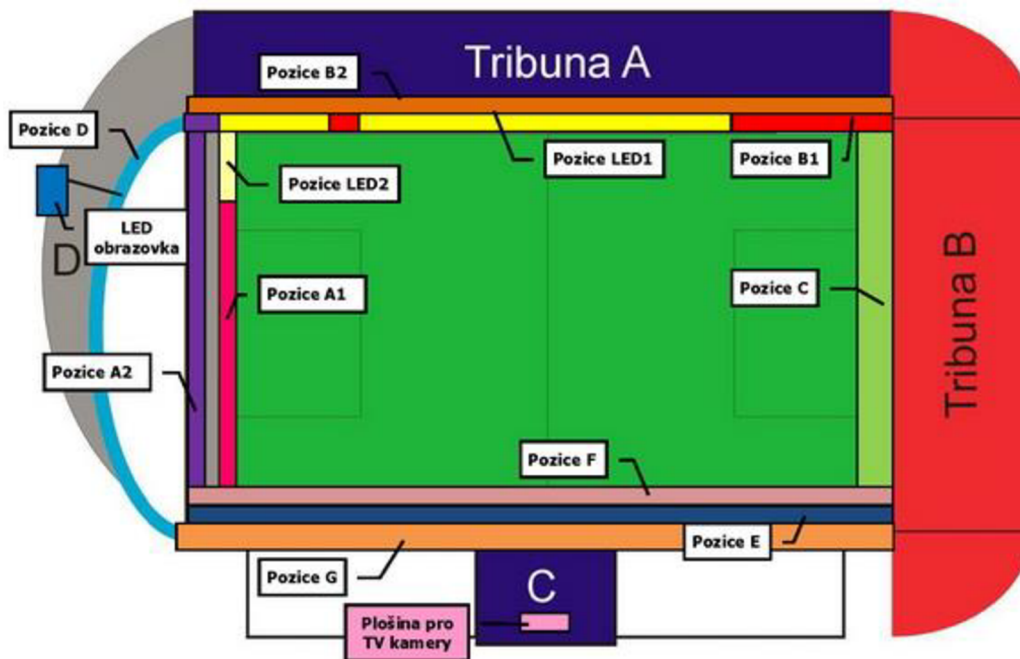 Tribuna A
Pozice B2
Pozice D
Pozice LED1
Pozice B1
Pozice LED2
LED
obrazovka
D
Pozice A1
Pozice C
Tribuna B
Pozice A2
Pozice F
Pozice E
Pozice G
C
Plošina pro
TV kamery